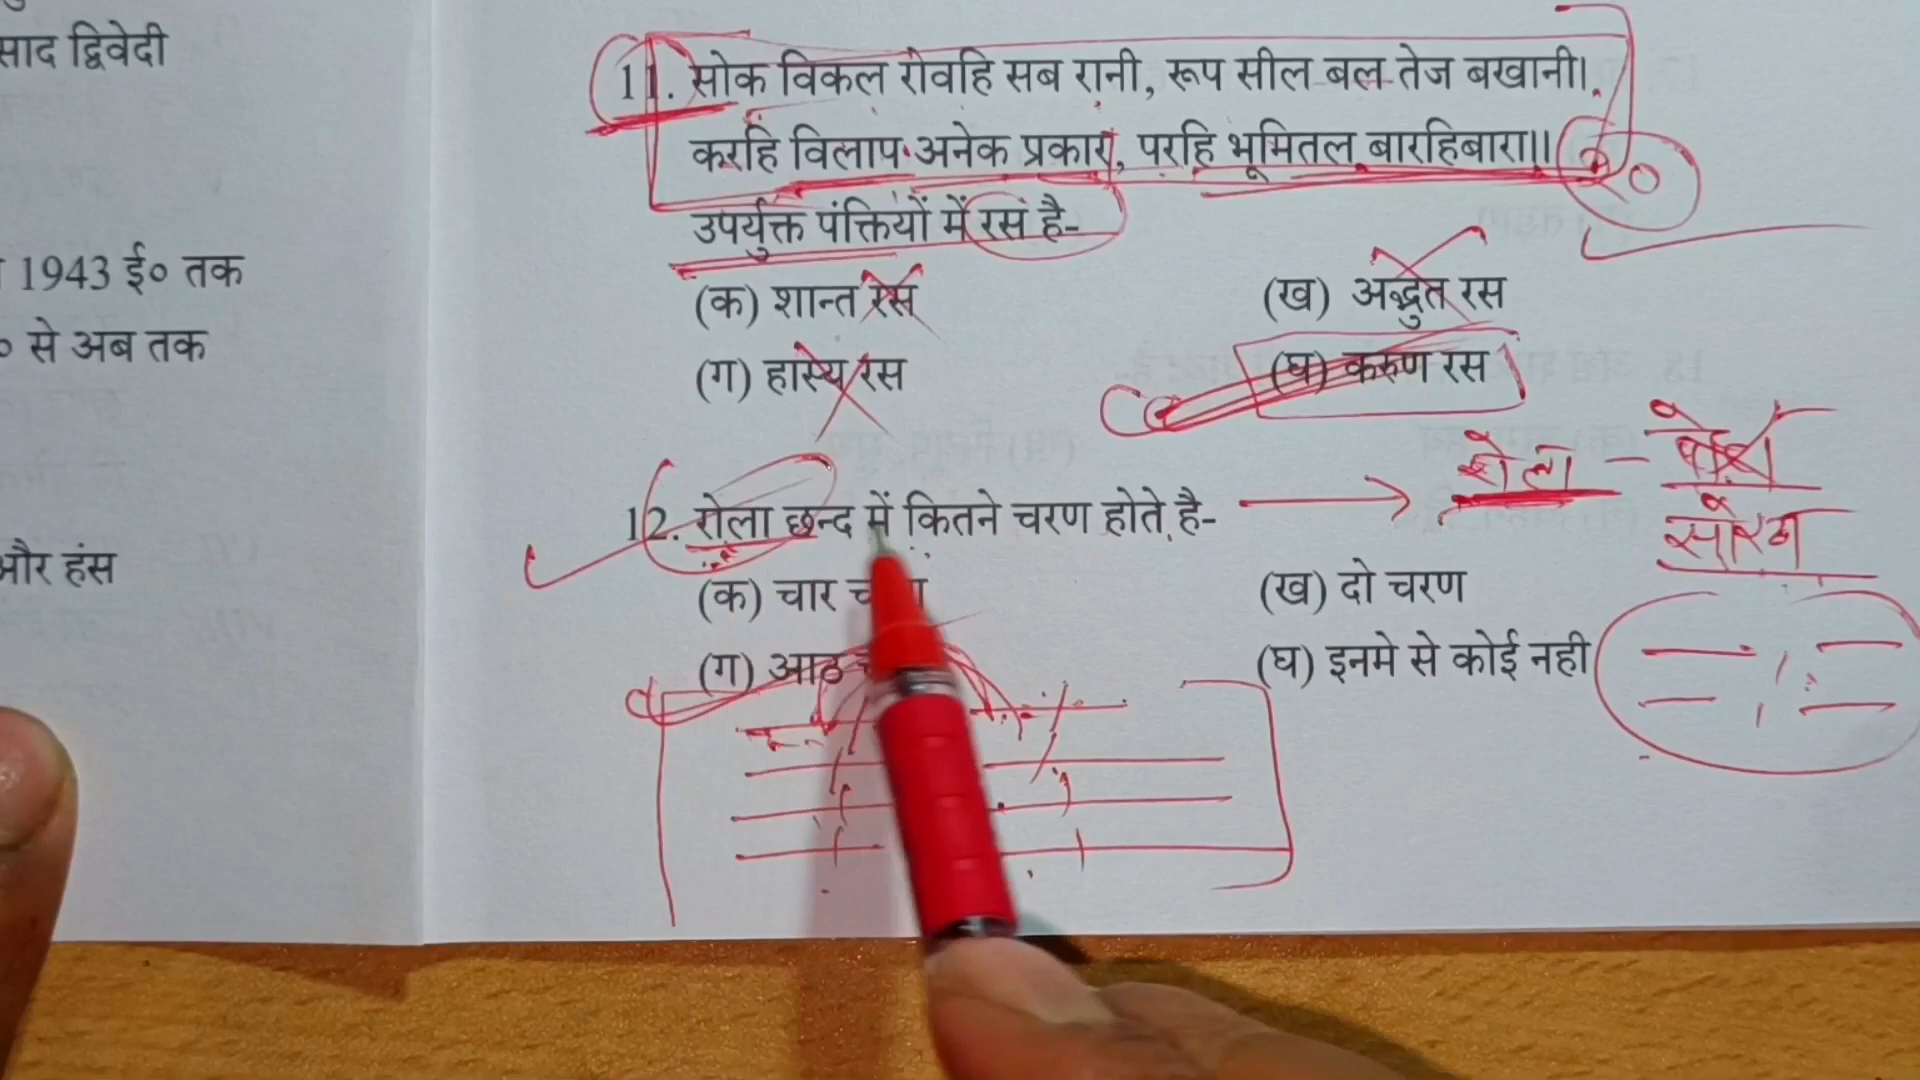 साद द्विवेदी
1943 ई० तक
से अब तक
और हंस
11. सोक विकल रोवहि सब रानी, रूप सील बल तेज बखानी।
करहिं विलाप अनेक प्रकारा, परहि भूमितल बारहिबारा।।
उपर्युक्त पंक्तियों में रस है-
(क) शान्त रस
(ख) अद्भुत रस
(ग) हास्य रस
(घ) करुण रस
रोला -
12. रोला छन्द में कितने चरण होते है-
(क) चार
(ख) दो चरण
(ग) आठ
(घ) इनमे से कोई नही